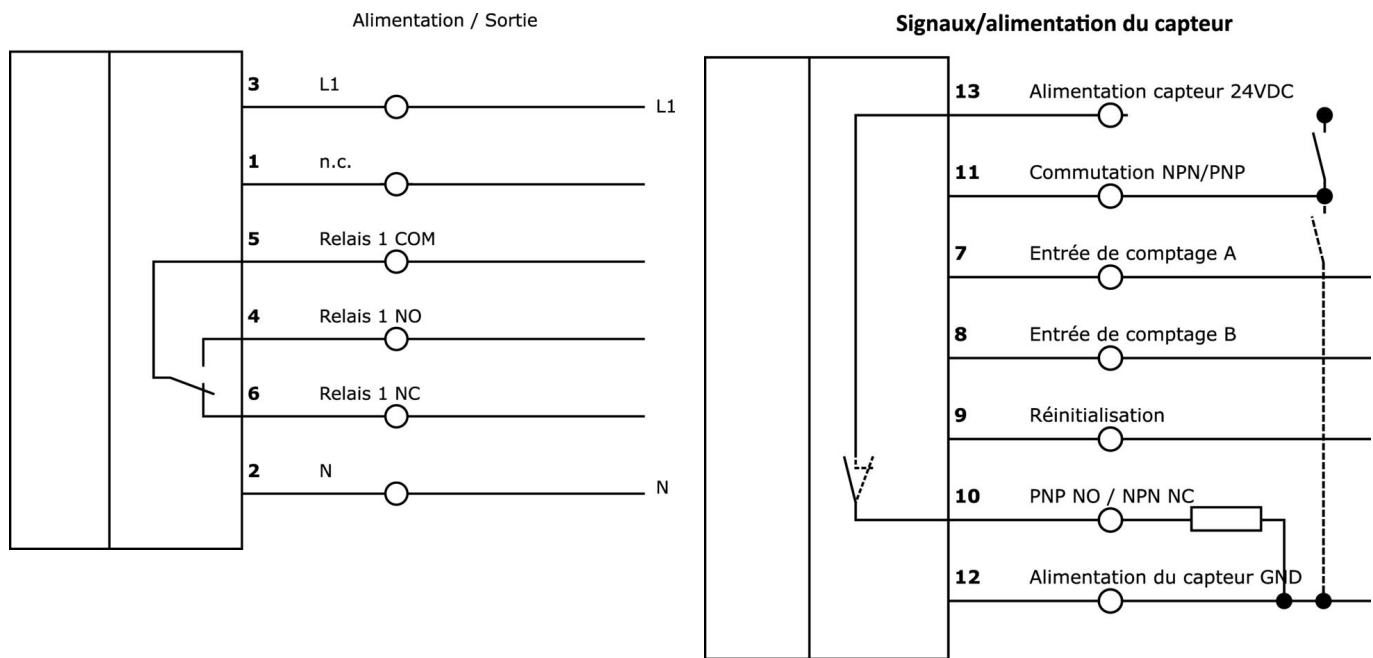 Alimentation / Sortie
3 L1
L1
1 n.c.
5 Relais 1 COM
4 Relais 1 NO
6 Relais 1 NC
2 N
N
Signaux/alimentation du capteur
13 Alimentation capteur 24VDC
11 Commutation NPN/PNP
7 Entrée de comptage A
8 Entrée de comptage B
9 Réinitialisation
10 PNP NO / NPN NC
12 Alimentation du capteur GND